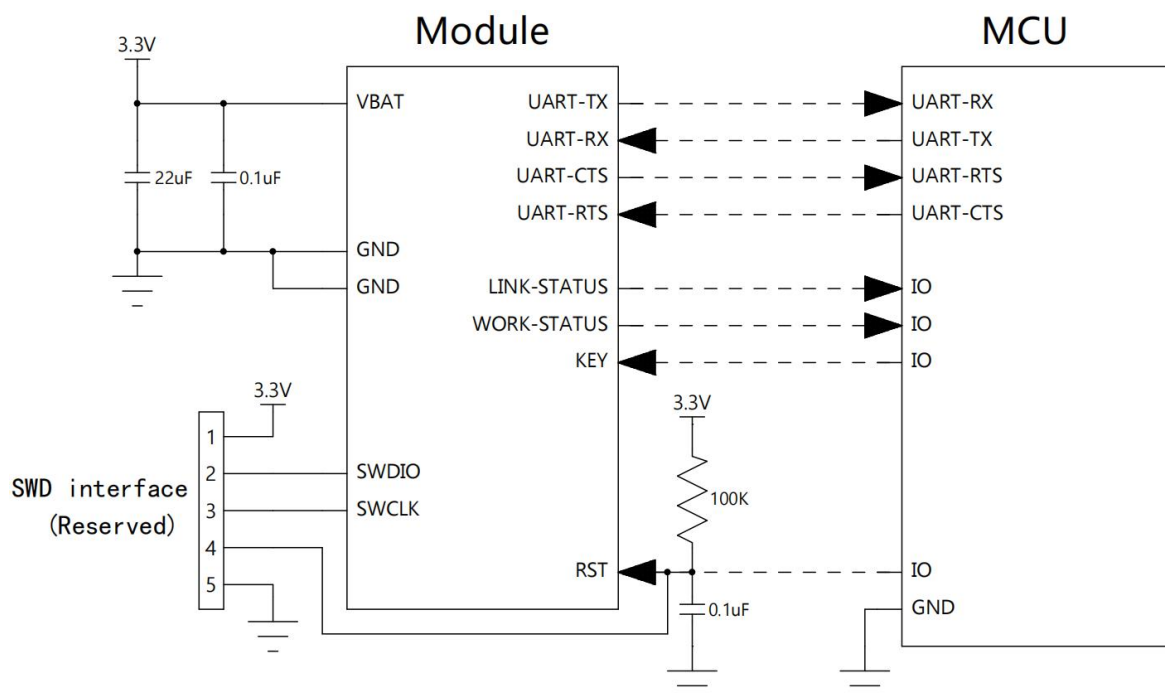 Module
MCU
3.3V
VBAT
UART-TX
UART-RX
UART-RX
UART-TX
22uF
0.1uF
UART-CTS
UART-RTS
UART-RTS
UART-CTS
GND
GND
LINK-STATUS
IO
WORK-STATUS
IO
KEY
IO
3.3V
3.3V
1
2
SWDIO
SWD interface
(Reserved)
3
SWCLK
100K
4
5
RST
IO
0.1uF
GND